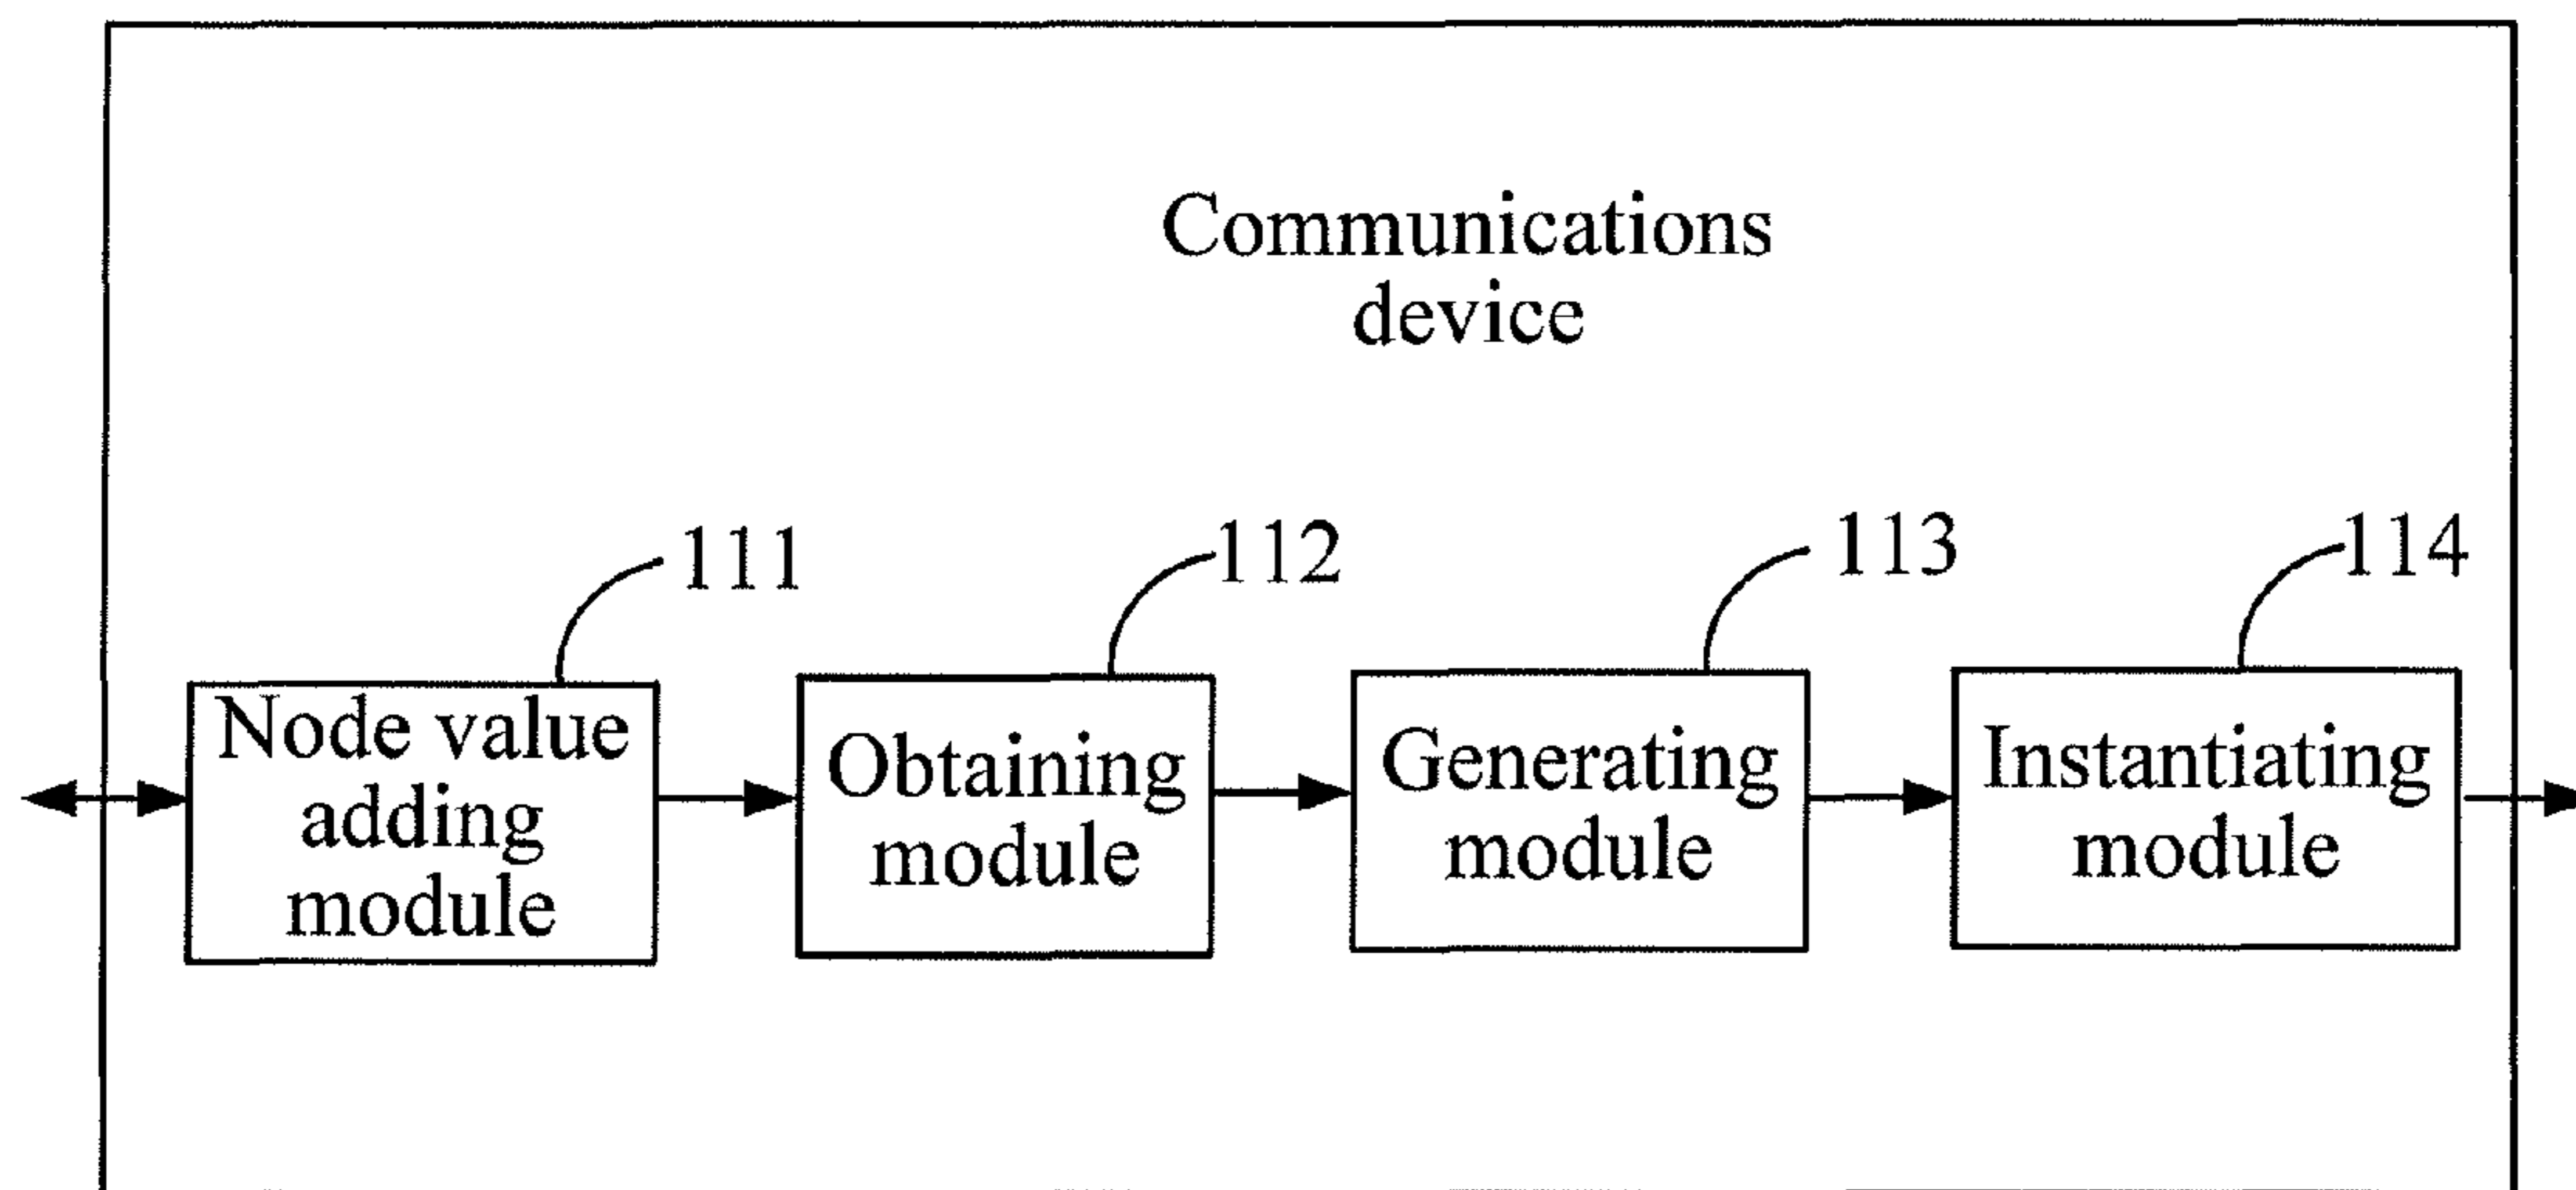 Communications
device
111
112
113
114
Node value
adding
module
Obtaining
module
Generating
module
Instantiating
module